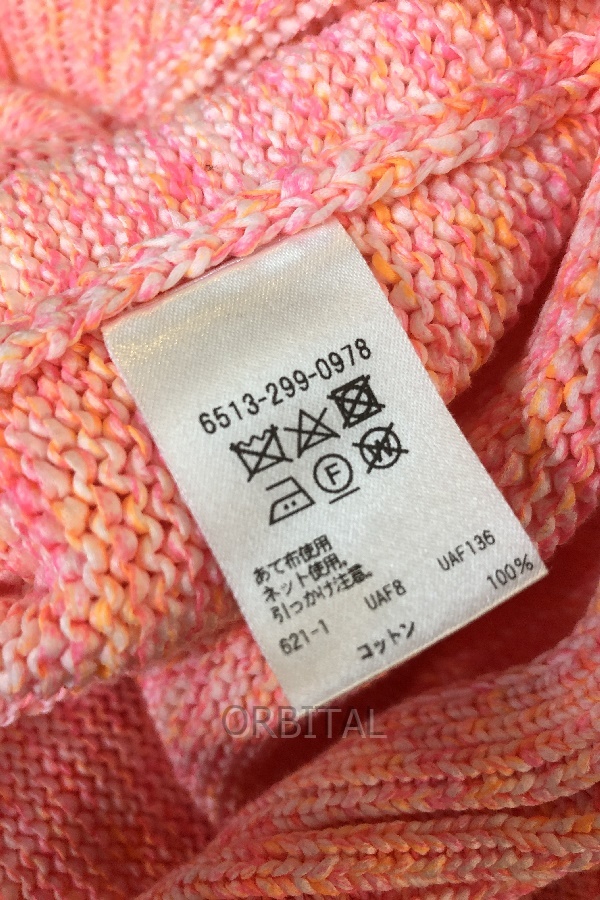 6513-299-0978
F
W
あて布使用
ネット使用。
引つかけ注意。
621-1 UAF8 UAF136
コットン 100%
ORBITAL